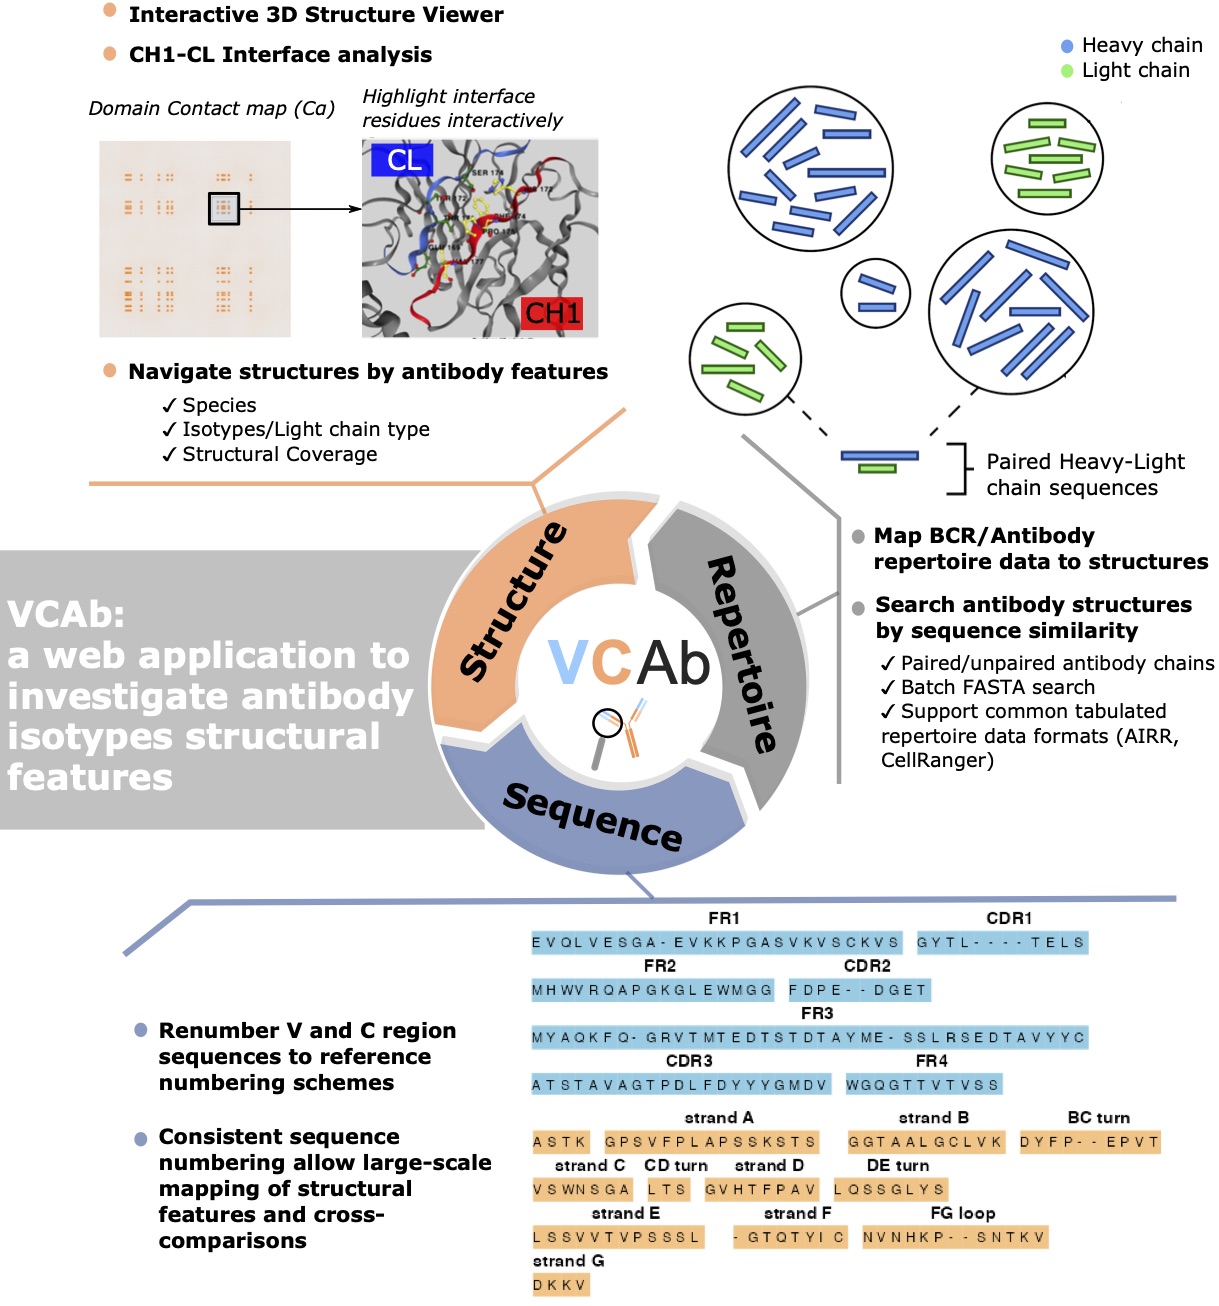 Interactive 3D Structure Viewer
CH1-CL Interface analysis
Domain Contact map (Cα)
Highlight interface
residues interactively
CL
SER 174
CH1
Navigate structures by antibody features
✓ Species
✓ Isotypes/Light chain type
✓ Structural Coverage
Heavy chain
Light chain
Paired Heavy-Light
chain sequences
Map BCR/Antibody
repertoire data to structures
Search antibody structures
by sequence similarity
✓ Paired/unpaired antibody chains
✓ Batch FASTA search
✓ Support common tabulated
repertoire data formats (AIRR,
CellRanger)
VCAb:
a web application to
investigate antibody
isotypes structural
features
Structure
Repertoire
Sequence
VCAb
Renumber V and C region
sequences to reference
numbering schemes
Consistent sequence
numbering allow large-scale
mapping of structural
features and cross-
comparisons
FR1 CDR1
EVQLVESGA-EVKKPGASVKVSCKVS GYTL----TELS
FR2 CDR2
MHWVRQAPGKGLEWMGG FDPE--DGET
FR3
MYAQKFQ-GRVTMTEDTSTDTAYME-SSLRSEDTAVYYC
CDR3 FR4
ATSTAVAGTPDLFDYYYGMDV WGQGTTVTVSS
strand A strand B BC turn
ASTK GPSVFPLAPSSKSTS GGTAALGCLVK DYFP--EPVT
strand C CD turn strand D DE turn
VSWNSGA LTS GVHTFPAV LQSSGLYS
strand E strand F FG loop
LSSVVTVPSSSL -GTQTYIC NVNHKP--SNTKV
strand G
DKKV